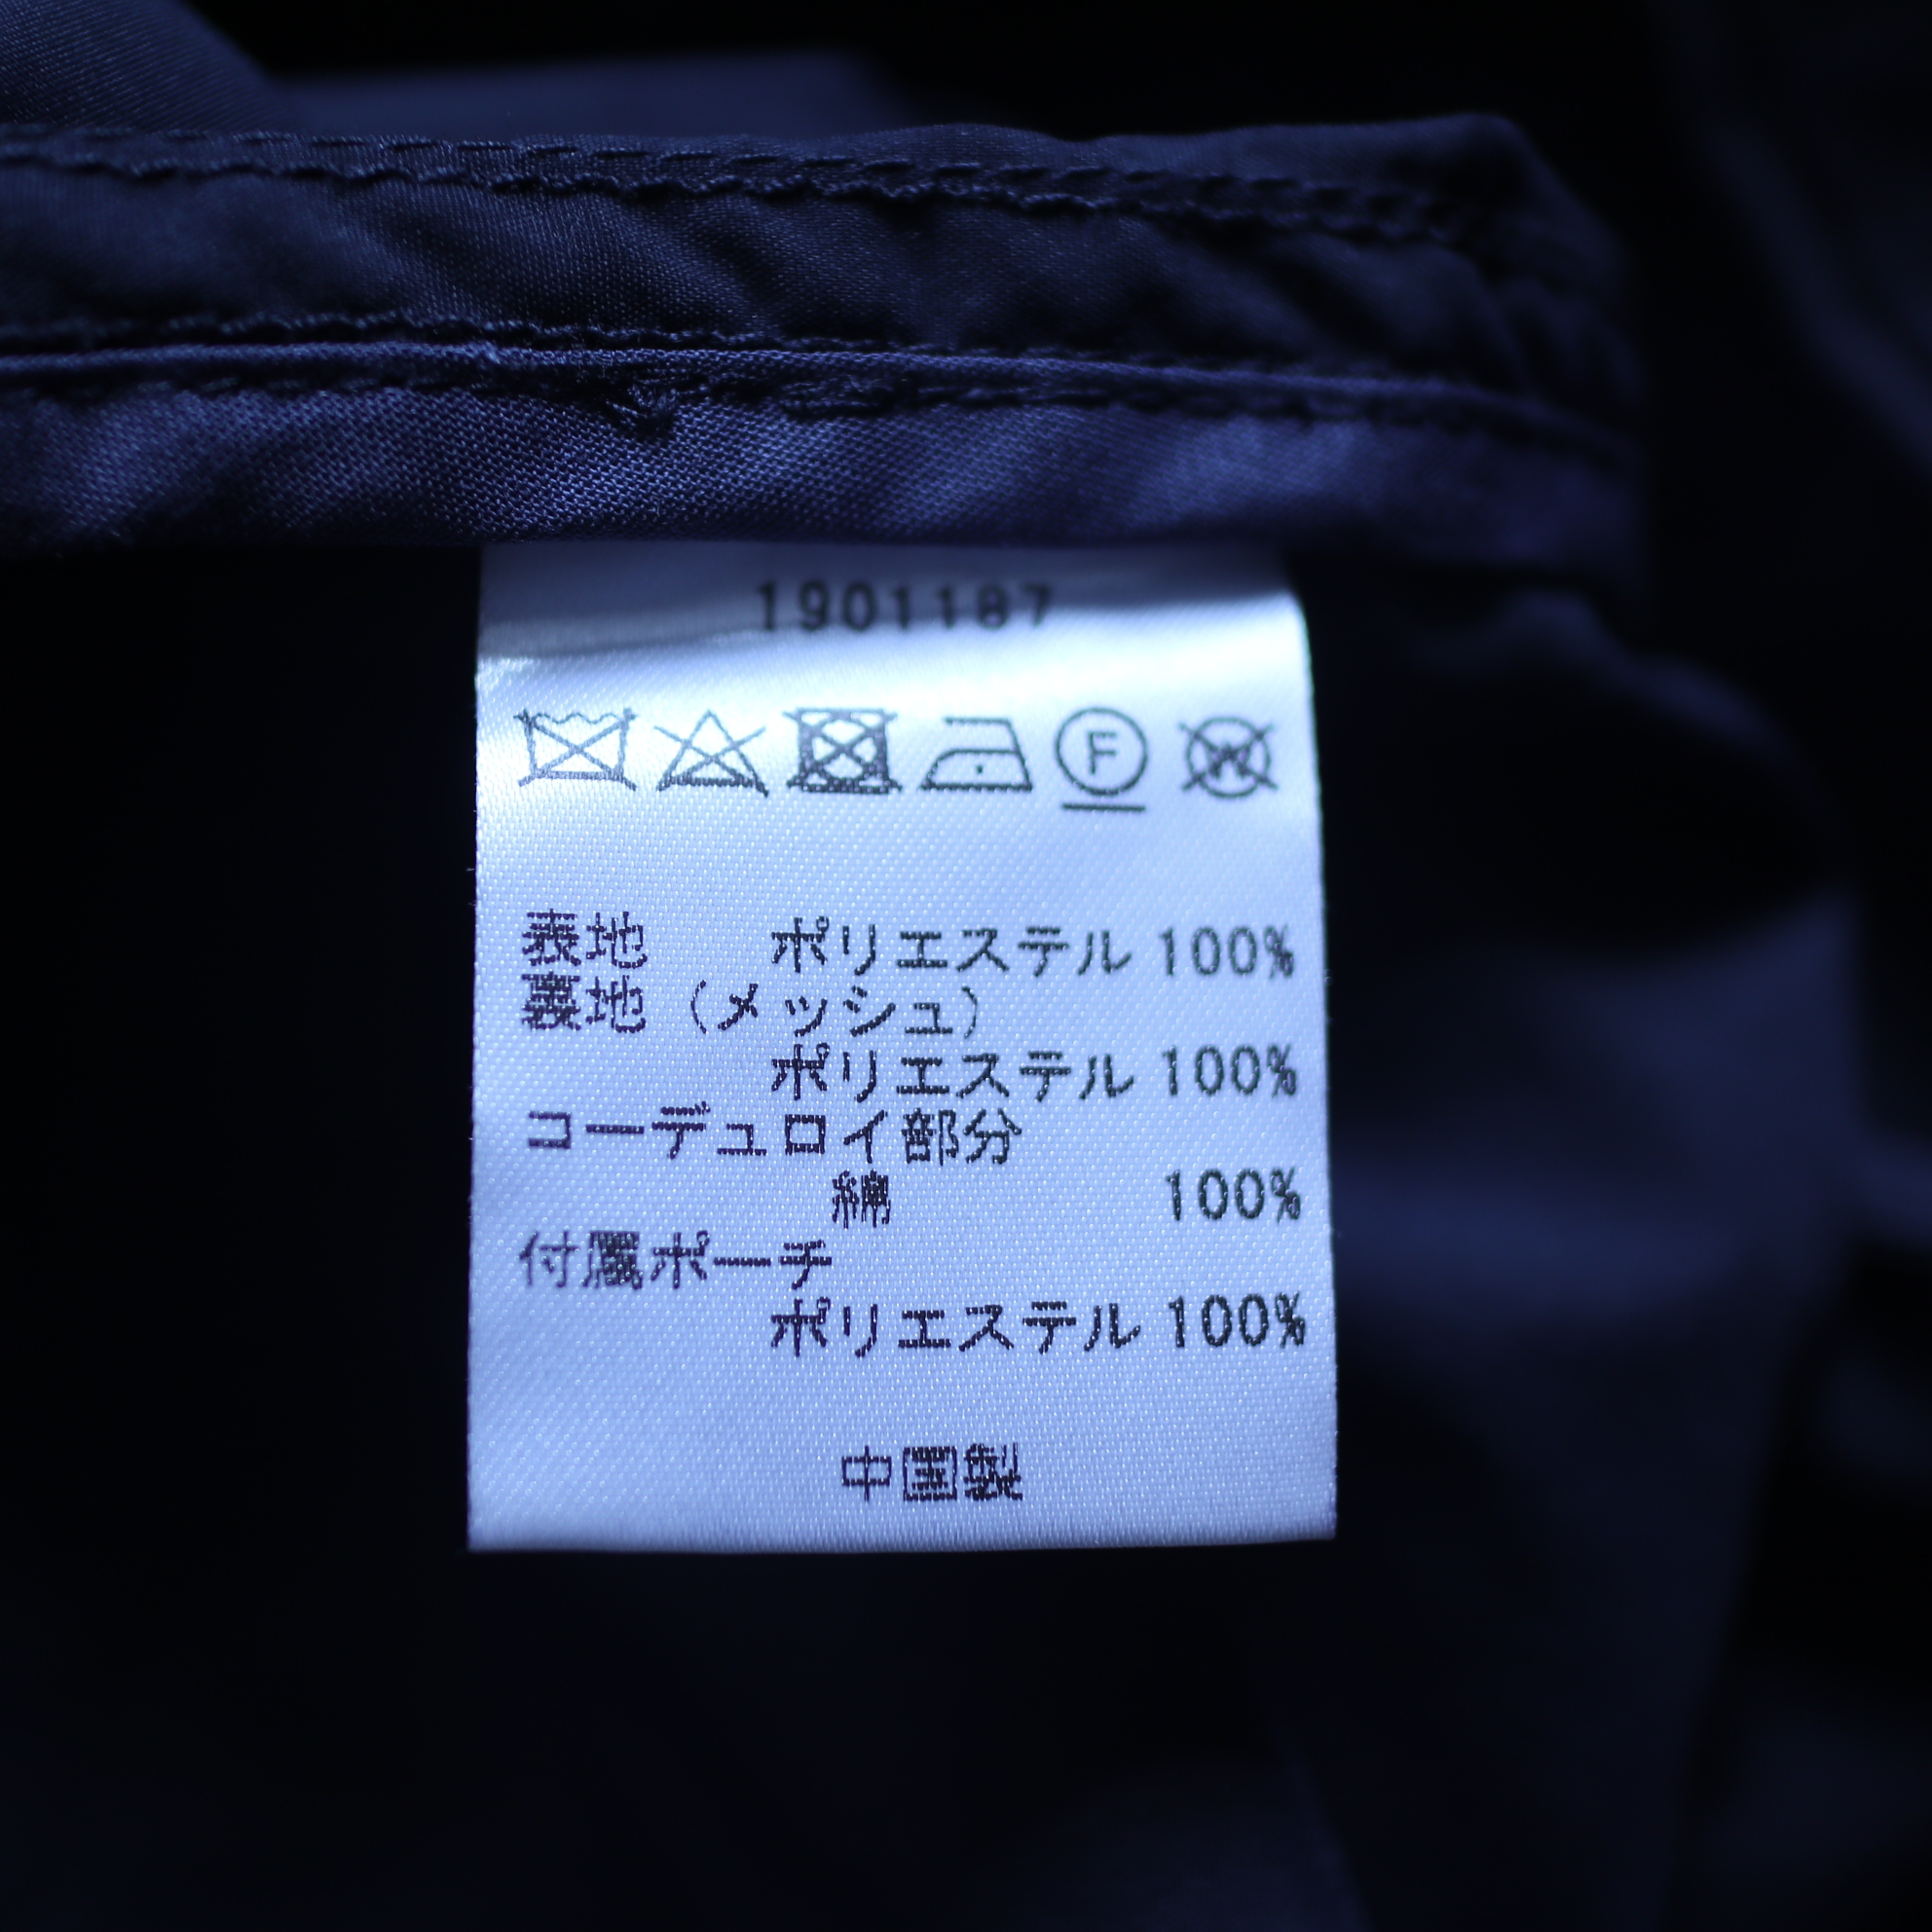 1901187
F W
表地 ポリエステル 100%
裏地 (メッシュ)
ポリエステル 100%
コーデュロイ部分
綿 100%
付属ポーチ
ポリエステル 100%
中国製